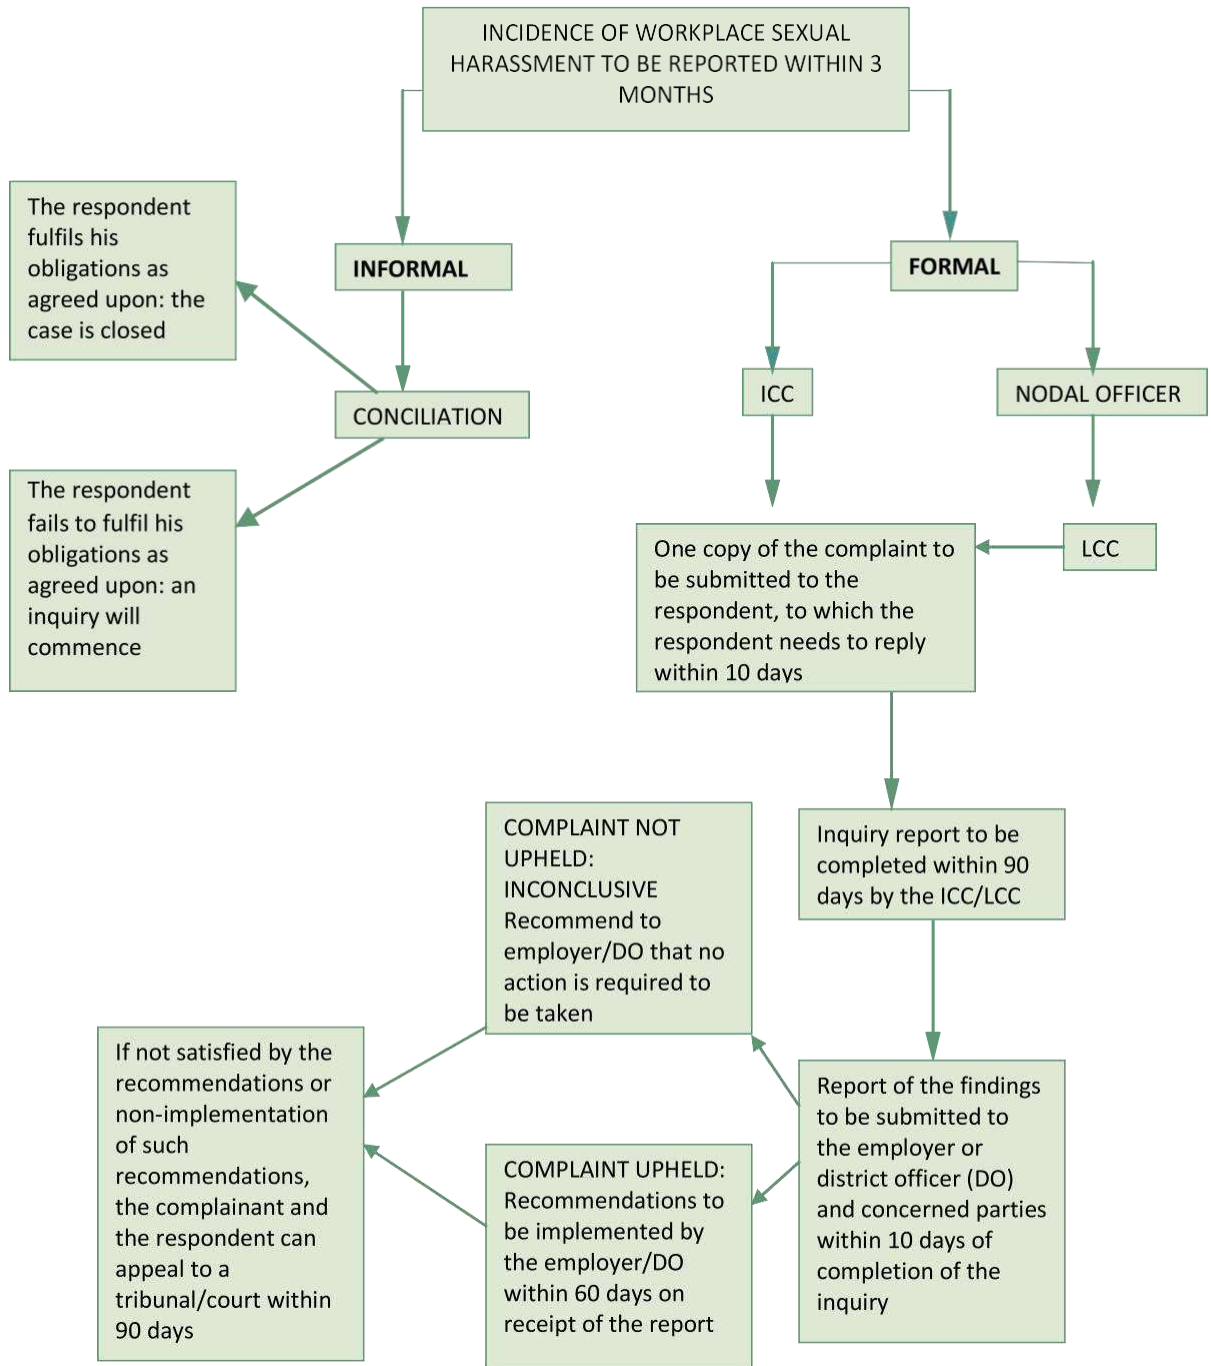 INCIDENCE OF WORKPLACE SEXUAL
HARASSMENT TO BE REPORTED WITHIN 3
MONTHS
The respondent
fulfils his
obligations as
agreed upon: the
case is closed
INFORMAL
FORMAL
CONCILIATION
ICC
NODAL OFFICER
The respondent
fails to fulfil his
obligations as
agreed upon: an
inquiry will
commence
One copy of the complaint to
be submitted to the
respondent, to which the
respondent needs to reply
within 10 days
LCC
COMPLAINT NOT
UPHELD:
INCONCLUSIVE
Recommend to
employer/DO that no
action is required to
be taken
Inquiry report to be
completed within 90
days by the ICC/LCC
If not satisfied by the
recommendations or
non-implementation
of such
recommendations,
the complainant and
the respondent can
appeal to a
tribunal/court within
90 days
COMPLAINT UPHELD:
Recommendations to
be implemented by
the employer/DO
within 60 days on
receipt of the report
Report of the findings
to be submitted to
the employer or
district officer (DO)
and concerned parties
within 10 days of
completion of the
inquiry